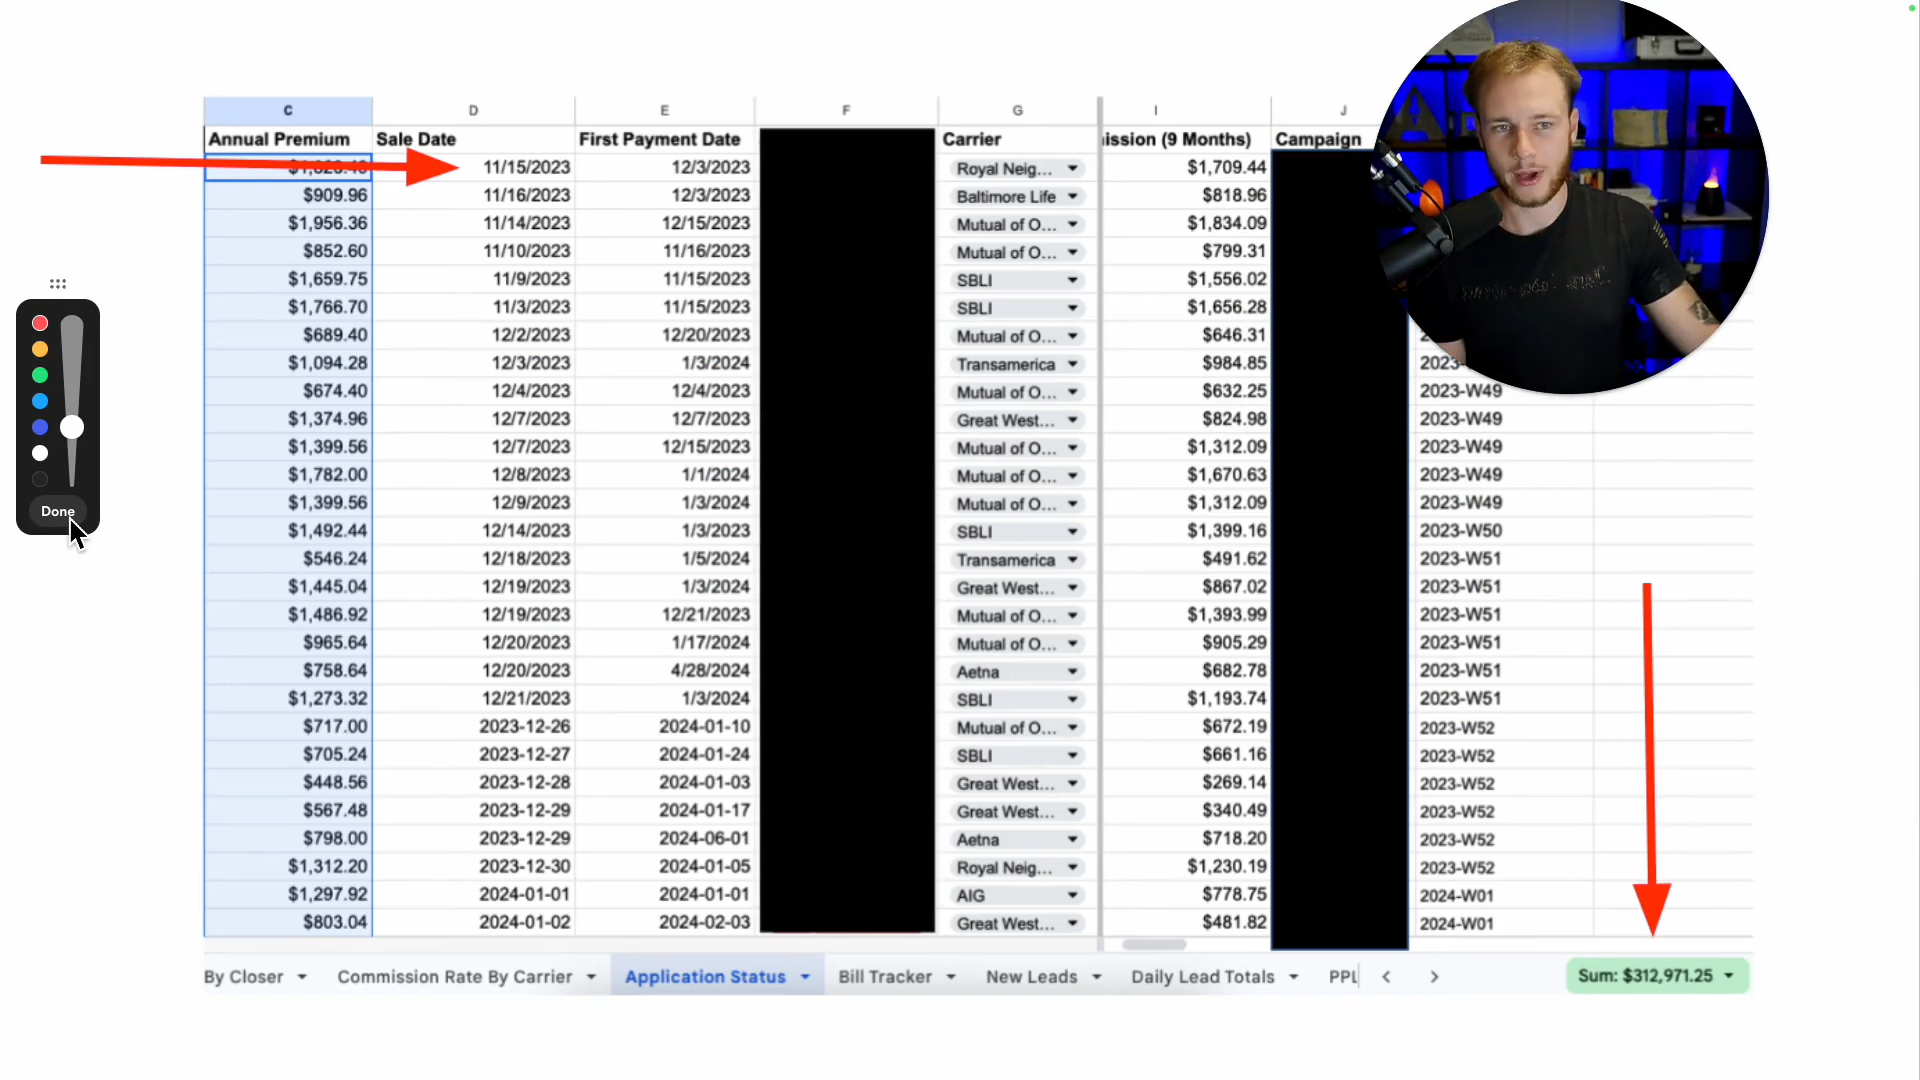 C D E F G I J
Annual Premium Sale Date First Payment Date Carrier ission (9 Months) Campaign
11/15/2023 12/3/2023 Royal Neig... $1,709.44
$909.96 11/16/2023 12/3/2023 Baltimore Life $818.96
$1,956.36 11/14/2023 12/15/2023 Mutual of O... $1,834.09
$852.60 11/10/2023 11/16/2023 Mutual of O... $799.31
$1,659.75 11/9/2023 11/15/2023 SBLI $1,556.02
$1,766.70 11/3/2023 11/15/2023 SBLI $1,656.28
$689.40 12/2/2023 12/20/2023 Mutual of O... $646.31
$1,094.28 12/3/2023 1/3/2024 Transamerica $984.85 2023-
$674.40 12/4/2023 12/4/2023 Mutual of O... $632.25 2023-W49
$1,374.96 12/7/2023 12/7/2023 Great West... $824.98 2023-W49
$1,399.56 12/7/2023 12/15/2023 Mutual of O... $1,312.09 2023-W49
$1,782.00 12/8/2023 1/1/2024 Mutual of O... $1,670.63 2023-W49
$1,399.56 12/9/2023 1/3/2024 Mutual of O... $1,312.09 2023-W49
$1,492.44 12/14/2023 1/3/2023 SBLI $1,399.16 2023-W50
$546.24 12/18/2023 1/5/2024 Transamerica $491.62 2023-W51
$1,445.04 12/19/2023 1/3/2024 Great West... $867.02 2023-W51
$1,486.92 12/19/2023 12/21/2023 Mutual of O... $1,393.99 2023-W51
$965.64 12/20/2023 1/17/2024 Mutual of O... $905.29 2023-W51
$758.64 12/20/2023 4/28/2024 Aetna $682.78 2023-W51
$1,273.32 12/21/2023 1/3/2024 SBLI $1,193.74 2023-W51
$717.00 2023-12-26 2024-01-10 Mutual of O... $672.19 2023-W52
$705.24 2023-12-27 2024-01-24 SBLI $661.16 2023-W52
$448.56 2023-12-28 2024-01-03 Great West... $269.14 2023-W52
$567.48 2023-12-29 2024-01-17 Great West... $340.49 2023-W52
$798.00 2023-12-29 2024-06-01 Aetna $718.20 2023-W52
$1,312.20 2023-12-30 2024-01-05 Royal Neig... $1,230.19 2023-W52
$1,297.92 2024-01-01 2024-01-01 AIG $778.75 2024-W01
$803.04 2024-01-02 2024-02-03 Great West... $481.82 2024-W01
By Closer Commission Rate By Carrier Application Status Bill Tracker New Leads Daily Lead Totals PPL Sum: $312,971.25
Done